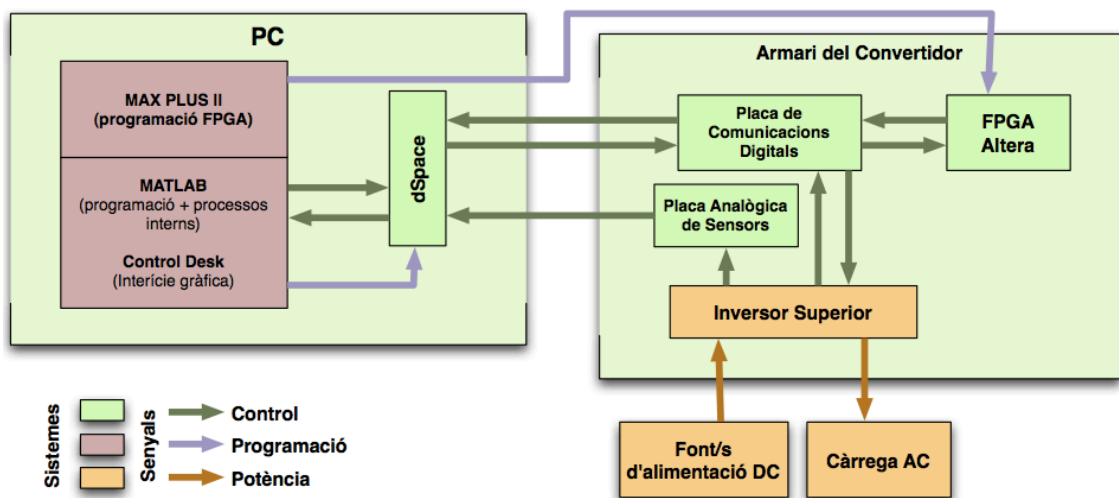 PC
MAX PLUS II
(programació FPGA)
MATLAB
(programació + processos
interns)
Control Desk
(Interície gràfica)
dSpace
Armari del Convertidor
Placa de
Comunicacions
Digitals
FPGA
Altera
Placa Analògica
de Sensors
Inversor Superior
Font/s
d'alimentació DC
Càrrega AC
Sistemes
Senyals
Control
Programació
Potència